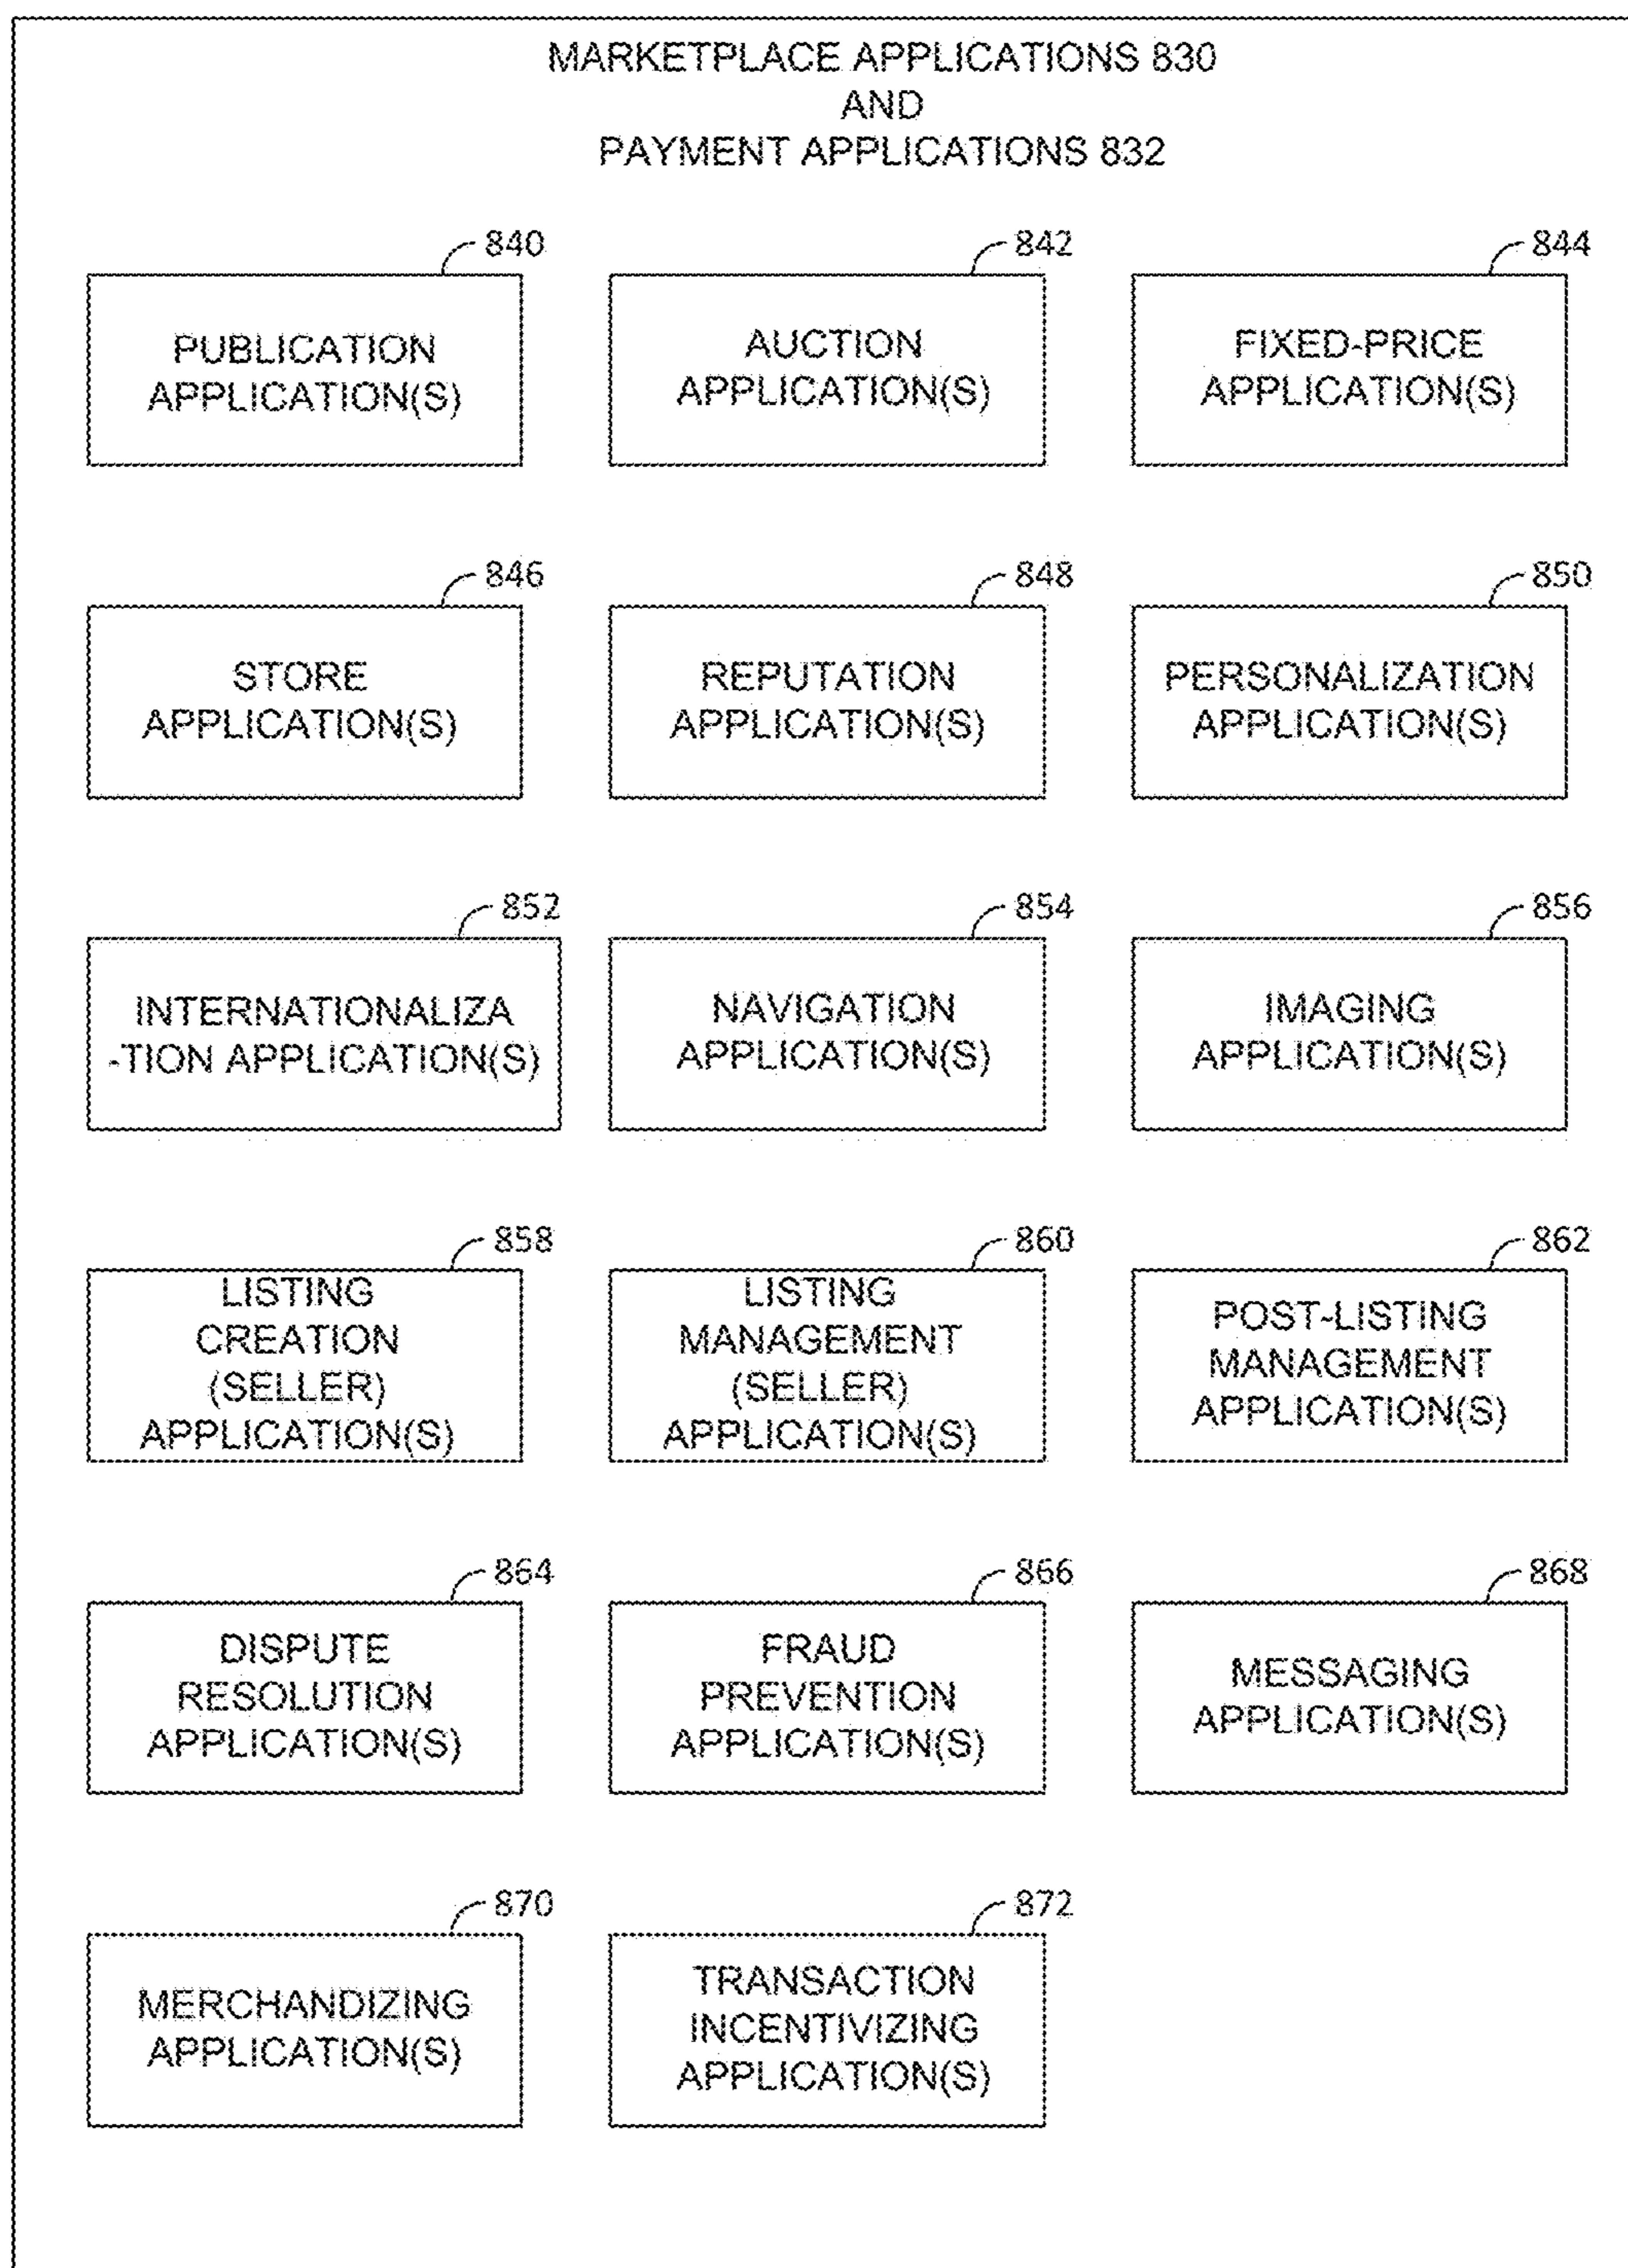 MARKETPLACE APPLICATIONS 830
AND
PAYMENT APPLICATIONS 832
840
PUBLICATION
APPLICATION(S)
842
AUCTION
APPLICATION(S)
844
FIXED-PRICE
APPLICATION(S)
846
STORE
APPLICATION(S)
848
REPUTATION
APPLICATION(S)
850
PERSONALIZATION
APPLICATION(S)
852
INTERNATIONALIZA
-TION APPLICATION(S)
854
NAVIGATION
APPLICATION(S)
856
IMAGING
APPLICATION(S)
858
LISTING
CREATION
(SELLER)
APPLICATION(S)
860
LISTING
MANAGEMENT
(SELLER)
APPLICATION(S)
862
POST-LISTING
MANAGEMENT
APPLICATION(S)
864
DISPUTE
RESOLUTION
APPLICATION(S)
866
FRAUD
PREVENTION
APPLICATION(S)
868
MESSAGING
APPLICATION(S)
870
MERCHANDIZING
APPLICATION(S)
872
TRANSACTION
INCENTIVIZING
APPLICATION(S)